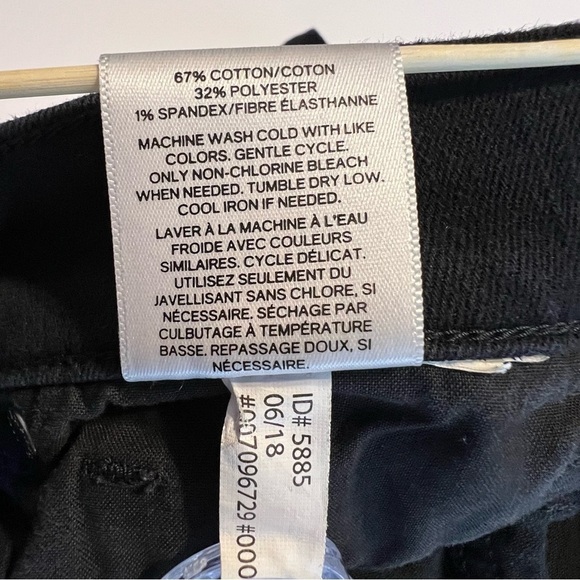 67% COTTON/COTON
32% POLYESTER
1% SPANDEX/FIBRE ÉLASTHANNE
MACHINE WASH COLD WITH LIKE
COLORS. GENTLE CYCLE.
ONLY NON-CHLORINE BLEACH
WHEN NEEDED. TUMBLE DRY LOW.
COOL IRON IF NEEDED.
LAVER À LA MACHINE À L'EAU
FROIDE AVEC COULEURS
SIMILAIRES. CYCLE DÉLICAT.
UTILISEZ SEULEMENT DU
JAVELLISANT SANS CHLORE, SI
NÉCESSAIRE. SÉCHAGE PAR
CULBUTAGE À TEMPÉRATURE
BASSE. REPASSAGE DOUX, SI
NÉCESSAIRE.
ID# 5885
06/18
#007096729 #000